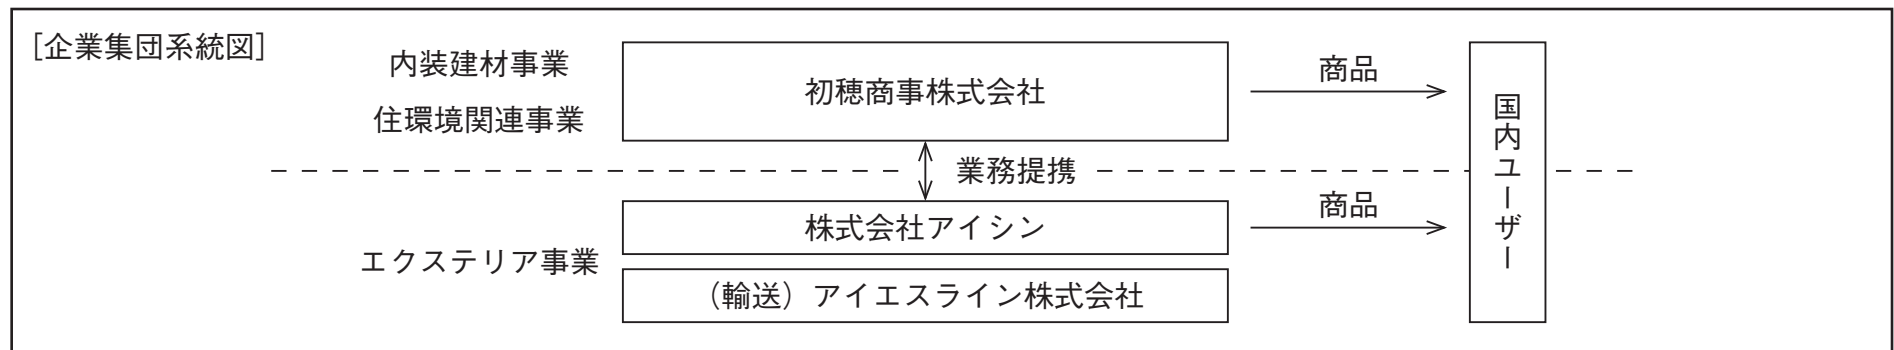 [企業集団系統図]
内装建材事業
住環境関連事業
初穂商事株式会社
商品
国内ユーザー
業務提携
エクステリア事業
株式会社アイシン
商品
（輸送）アイエスライン株式会社